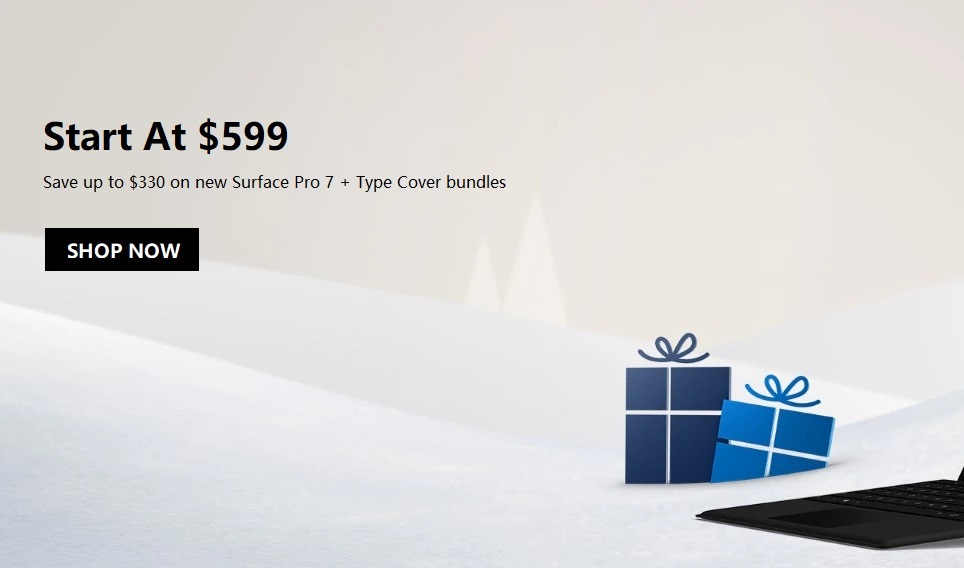 Start At $599
Save up to $330 on new Surface Pro 7 + Type Cover bundles
SHOP NOW